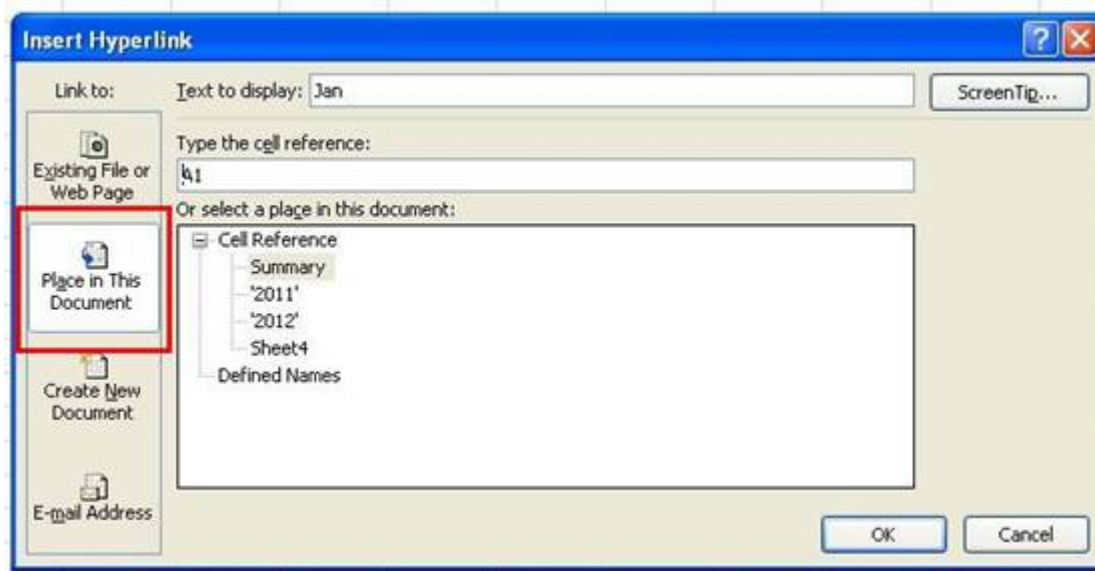 Insert Hyperlink
Link to:
Text to display: Jan
ScreenTip...
Existing File or
Web Page
Type the cell reference:
A1
Or select a place in this document:
Place in This
Document
Cell Reference
Summary
'2011'
'2012'
Sheet4
Defined Names
Create New
Document
E-mail Address
OK
Cancel